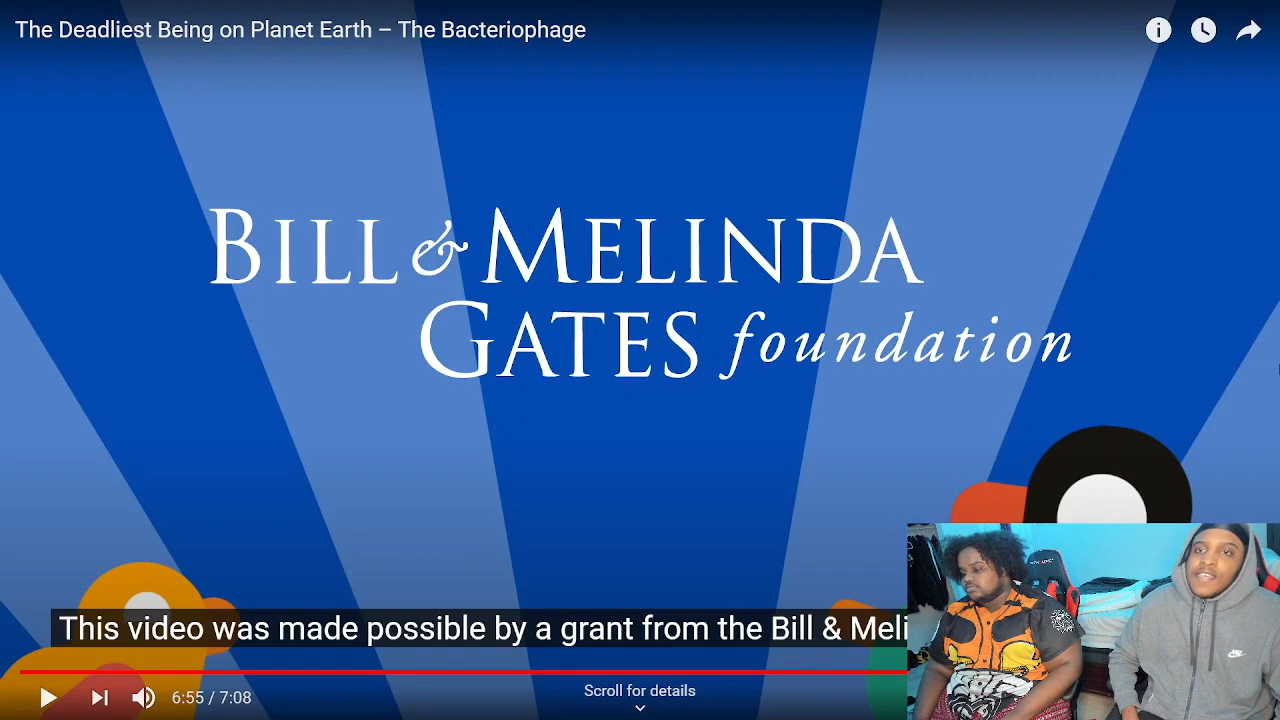 The Deadliest Being on Planet Earth – The Bacteriophage
BILL & MELINDA
GATES foundation
This video was made possible by a grant from the Bill & Meli
6:55 / 7:08
Scroll for details